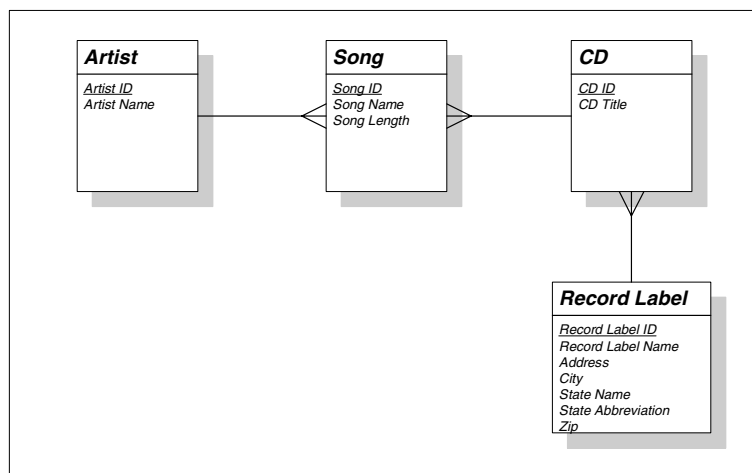 Artist
Artist ID
Artist Name
Song
Song ID
Song Name
Song Length
CD
CD ID
CD Title
Record Label
Record Label ID
Record Label Name
Address
City
State Name
State Abbreviation
Zip